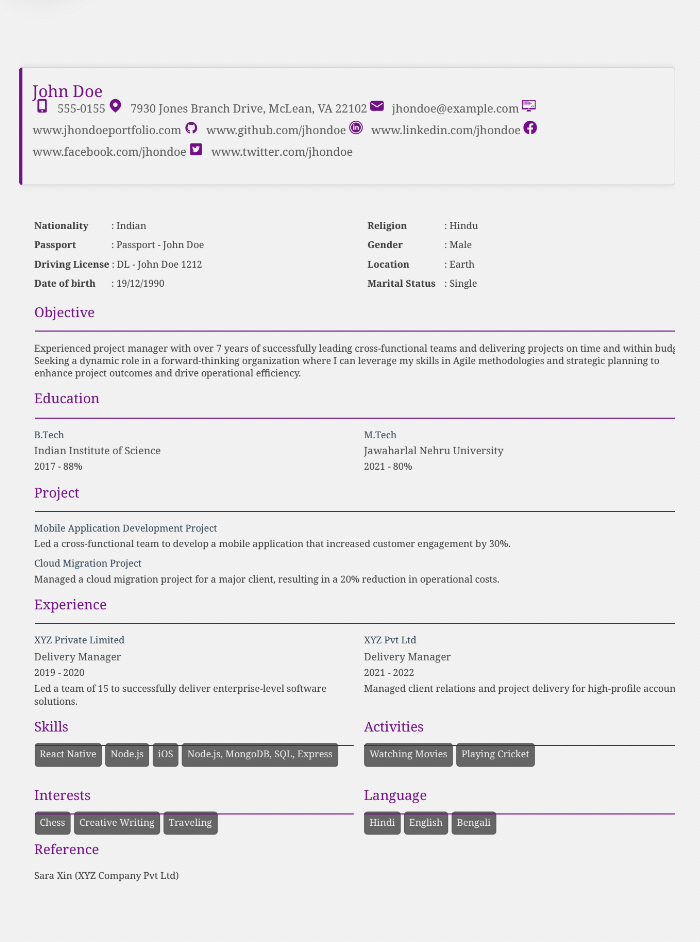 John Doe
555-0155 7930 Jones Branch Drive, McLean, VA 22102 jhondoe@example.com
www.jhondoeportfolio.com www.github.com/jhondoe www.linkedin.com/jhondoe
www.facebook.com/jhondoe www.twitter.com/jhondoe
Nationality : Indian Religion : Hindu
Passport : Passport - John Doe Gender : Male
Driving License : DL - John Doe 1212 Location : Earth
Date of birth : 19/12/1990 Marital Status : Single
Objective
Experienced project manager with over 7 years of successfully leading cross-functional teams and delivering projects on time and within budg
Seeking a dynamic role in a forward-thinking organization where I can leverage my skills in Agile methodologies and strategic planning to
enhance project outcomes and drive operational efficiency.
Education
B.Tech
Indian Institute of Science
2017 - 88%
M.Tech
Jawaharlal Nehru University
2021 - 80%
Project
Mobile Application Development Project
Led a cross-functional team to develop a mobile application that increased customer engagement by 30%.
Cloud Migration Project
Managed a cloud migration project for a major client, resulting in a 20% reduction in operational costs.
Experience
XYZ Private Limited
Delivery Manager
2019 - 2020
Led a team of 15 to successfully deliver enterprise-level software
solutions.
XYZ Pvt Ltd
Delivery Manager
2021 - 2022
Managed client relations and project delivery for high-profile accoun
Skills
React Native Node.js iOS Node.js, MongoDB, SQL, Express
Activities
Watching Movies Playing Cricket
Interests
Chess Creative Writing Traveling
Language
Hindi English Bengali
Reference
Sara Xin (XYZ Company Pvt Ltd)